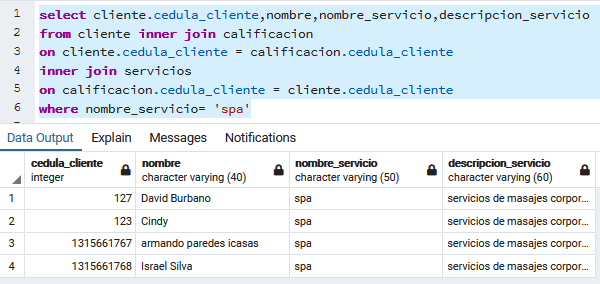 1 select cliente.cedula_cliente,nombre,nombre_servicio,descripcion_servicio
2 from cliente inner join calificacion
3 on cliente.cedula_cliente = calificacion.cedula_cliente
4 inner join servicios
5 on calificacion.cedula_cliente = cliente.cedula_cliente
6 where nombre_servicio= 'spa'
Data Output Explain Messages Notifications
cedula_cliente nombre nombre_servicio descripcion_servicio
integer character varying (40) character varying (50) character varying (60)
1 127 David Burbano spa servicios de masajes corpor...
2 123 Cindy spa servicios de masajes corpor...
3 1315661767 armando paredes icasas spa servicios de masajes corpor...
4 1315661768 Israel Silva spa servicios de masajes corpor...